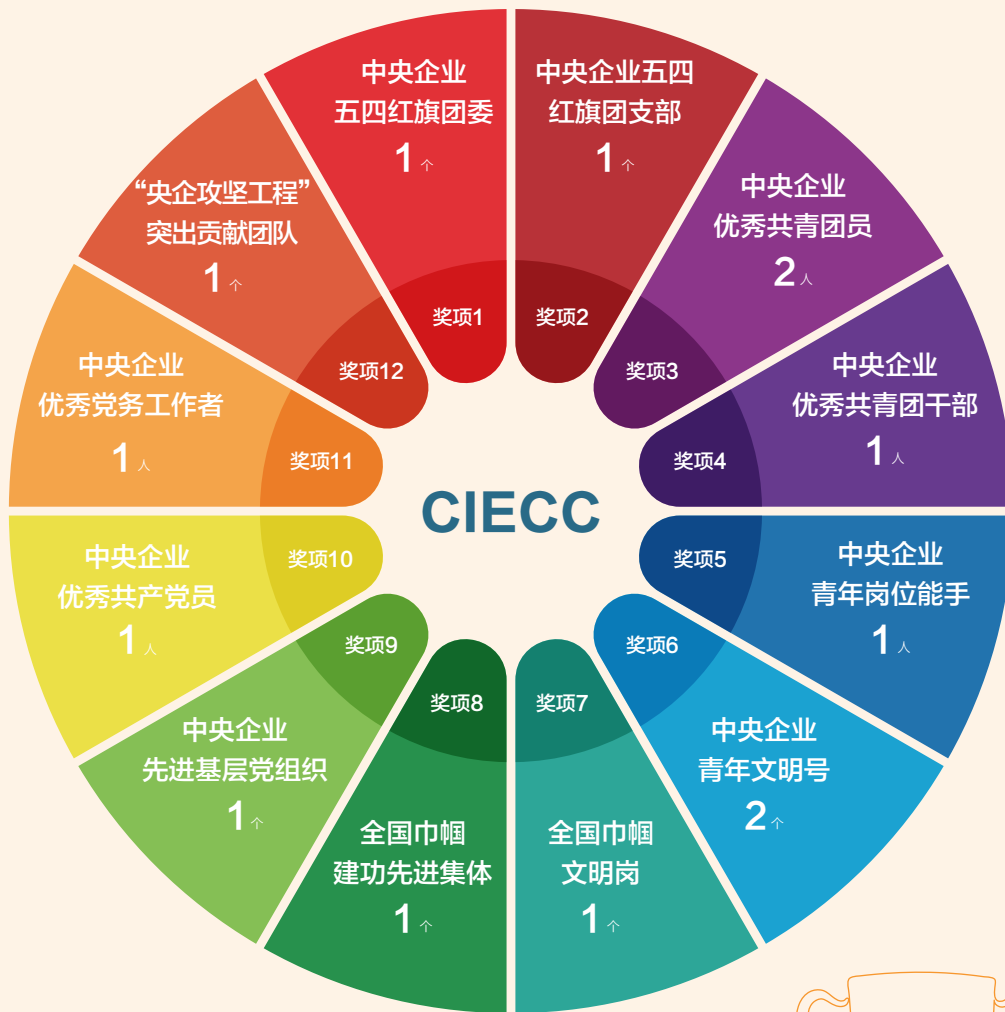 中央企业
五四红旗团委
1个
奖项1
中央企业五四
红旗团支部
1个
奖项2
中央企业
优秀共青团员
2人
奖项3
中央企业
优秀共青团干部
1人
奖项4
中央企业
青年岗位能手
1人
奖项5
中央企业
青年文明号
2个
奖项6
全国巾帼
文明岗
1个
奖项7
全国巾帼
建功先进集体
1个
奖项8
中央企业
先进基层党组织
1个
奖项9
中央企业
优秀共产党员
1人
奖项10
中央企业
优秀党务工作者
1人
奖项11
“央企攻坚工程”
突出贡献团队
1个
奖项12
CIECC